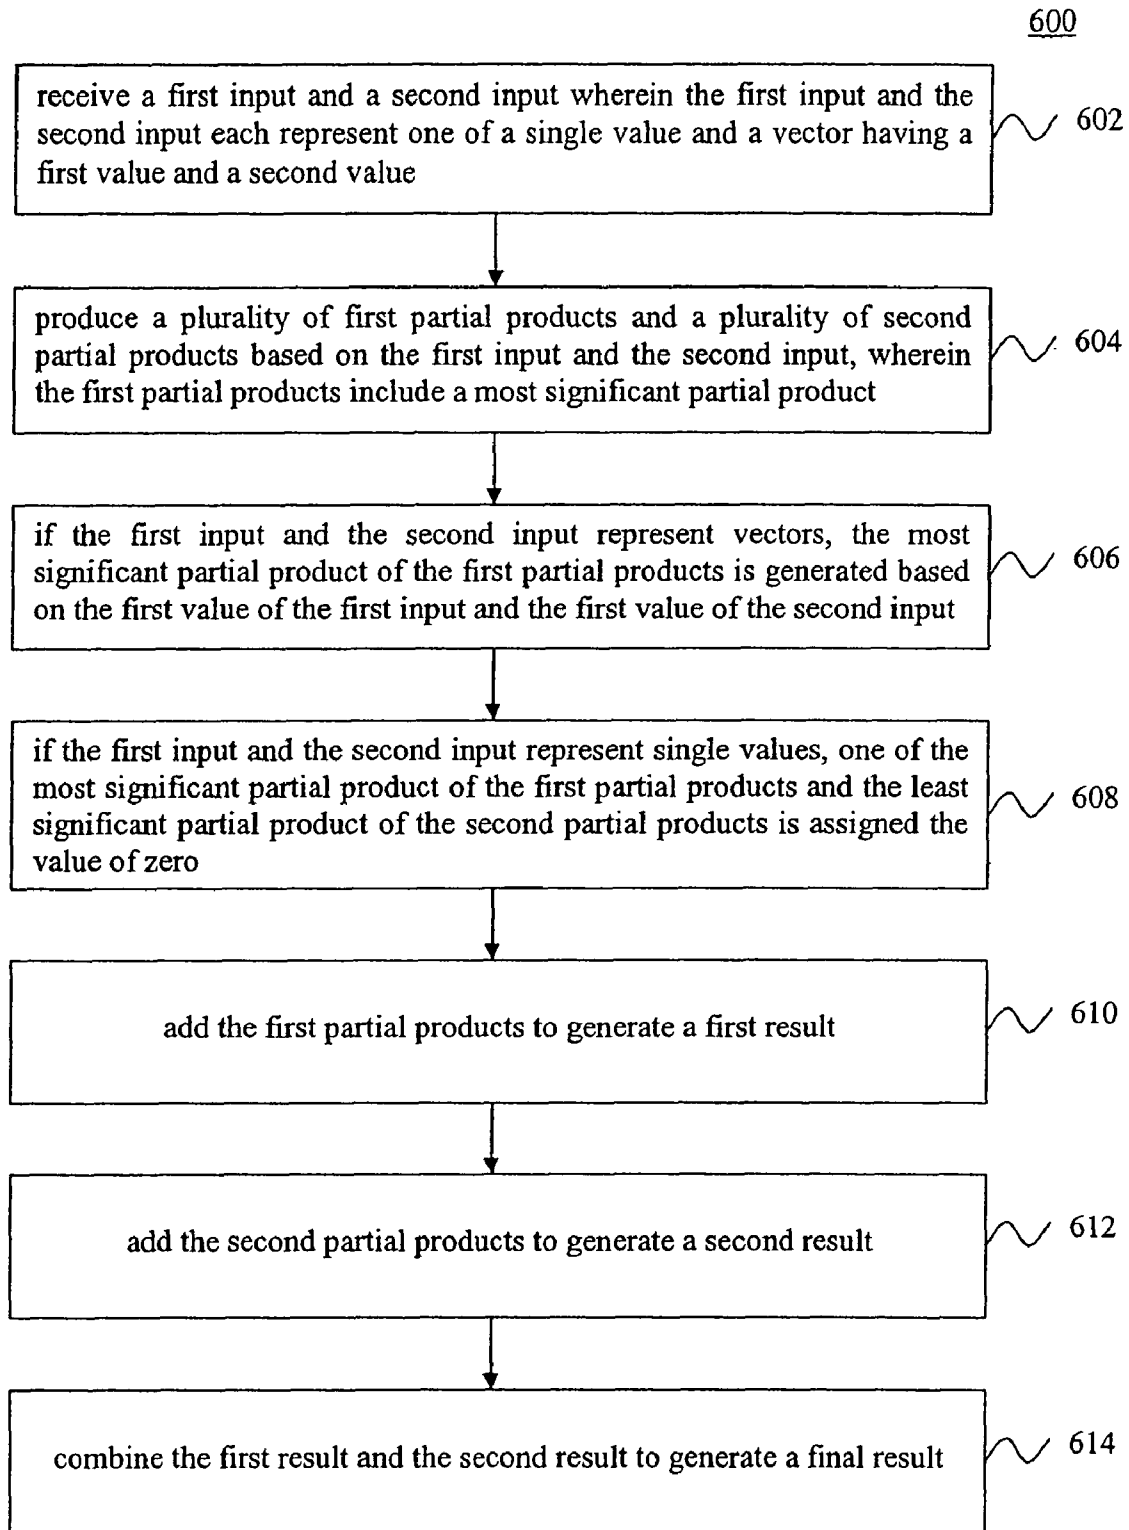 600
receive a first input and a second input wherein the first input and the
second input each represent one of a single value and a vector having a
first value and a second value
602
produce a plurality of first partial products and a plurality of second
partial products based on the first input and the second input, wherein
the first partial products include a most significant partial product
604
if the first input and the second input represent vectors, the most
significant partial product of the first partial products is generated based
on the first value of the first input and the first value of the second input
606
if the first input and the second input represent single values, one of the
most significant partial product of the first partial products and the least
significant partial product of the second partial products is assigned the
value of zero
608
add the first partial products to generate a first result
610
add the second partial products to generate a second result
612
combine the first result and the second result to generate a final result
614